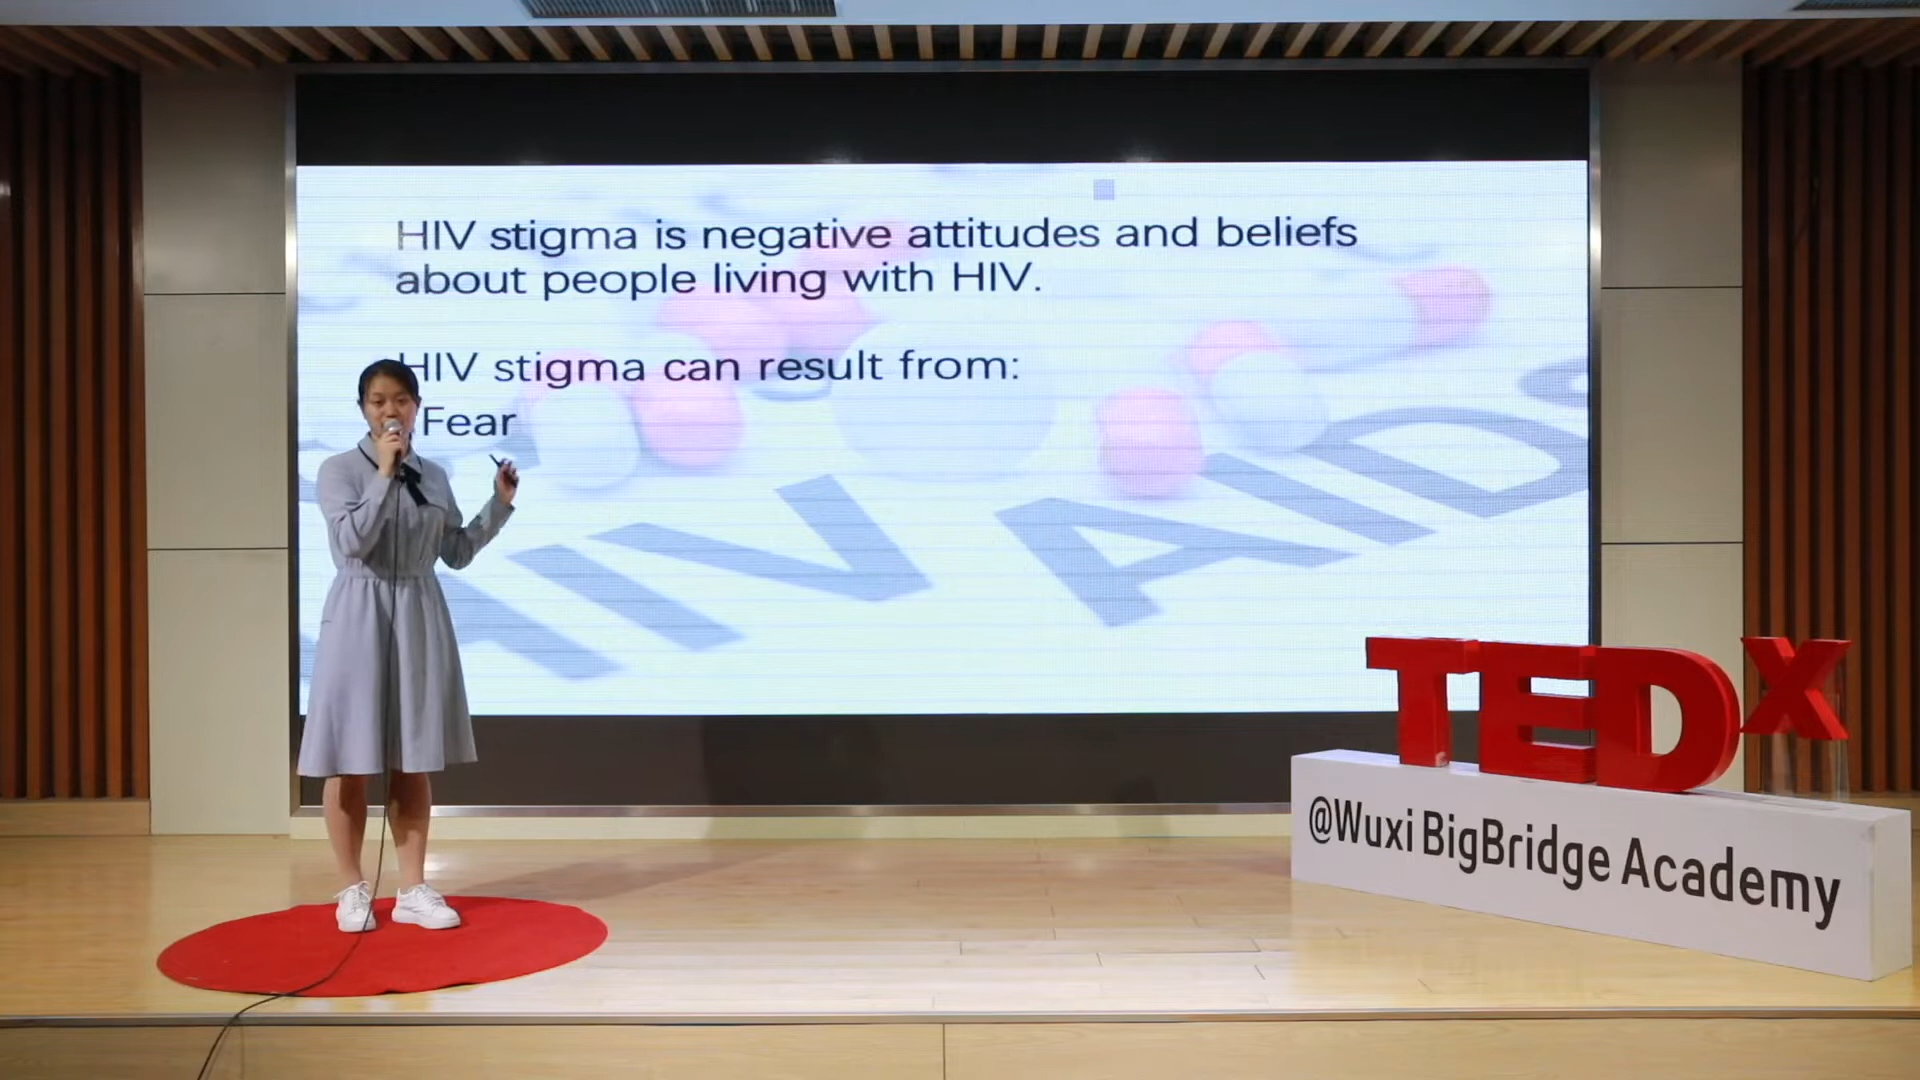 HIV stigma is negative attitudes and beliefs
about people living with HIV.
HIV stigma can result from:
Fear
HIV AIDS
TEDx
@Wuxi BigBridge Academy